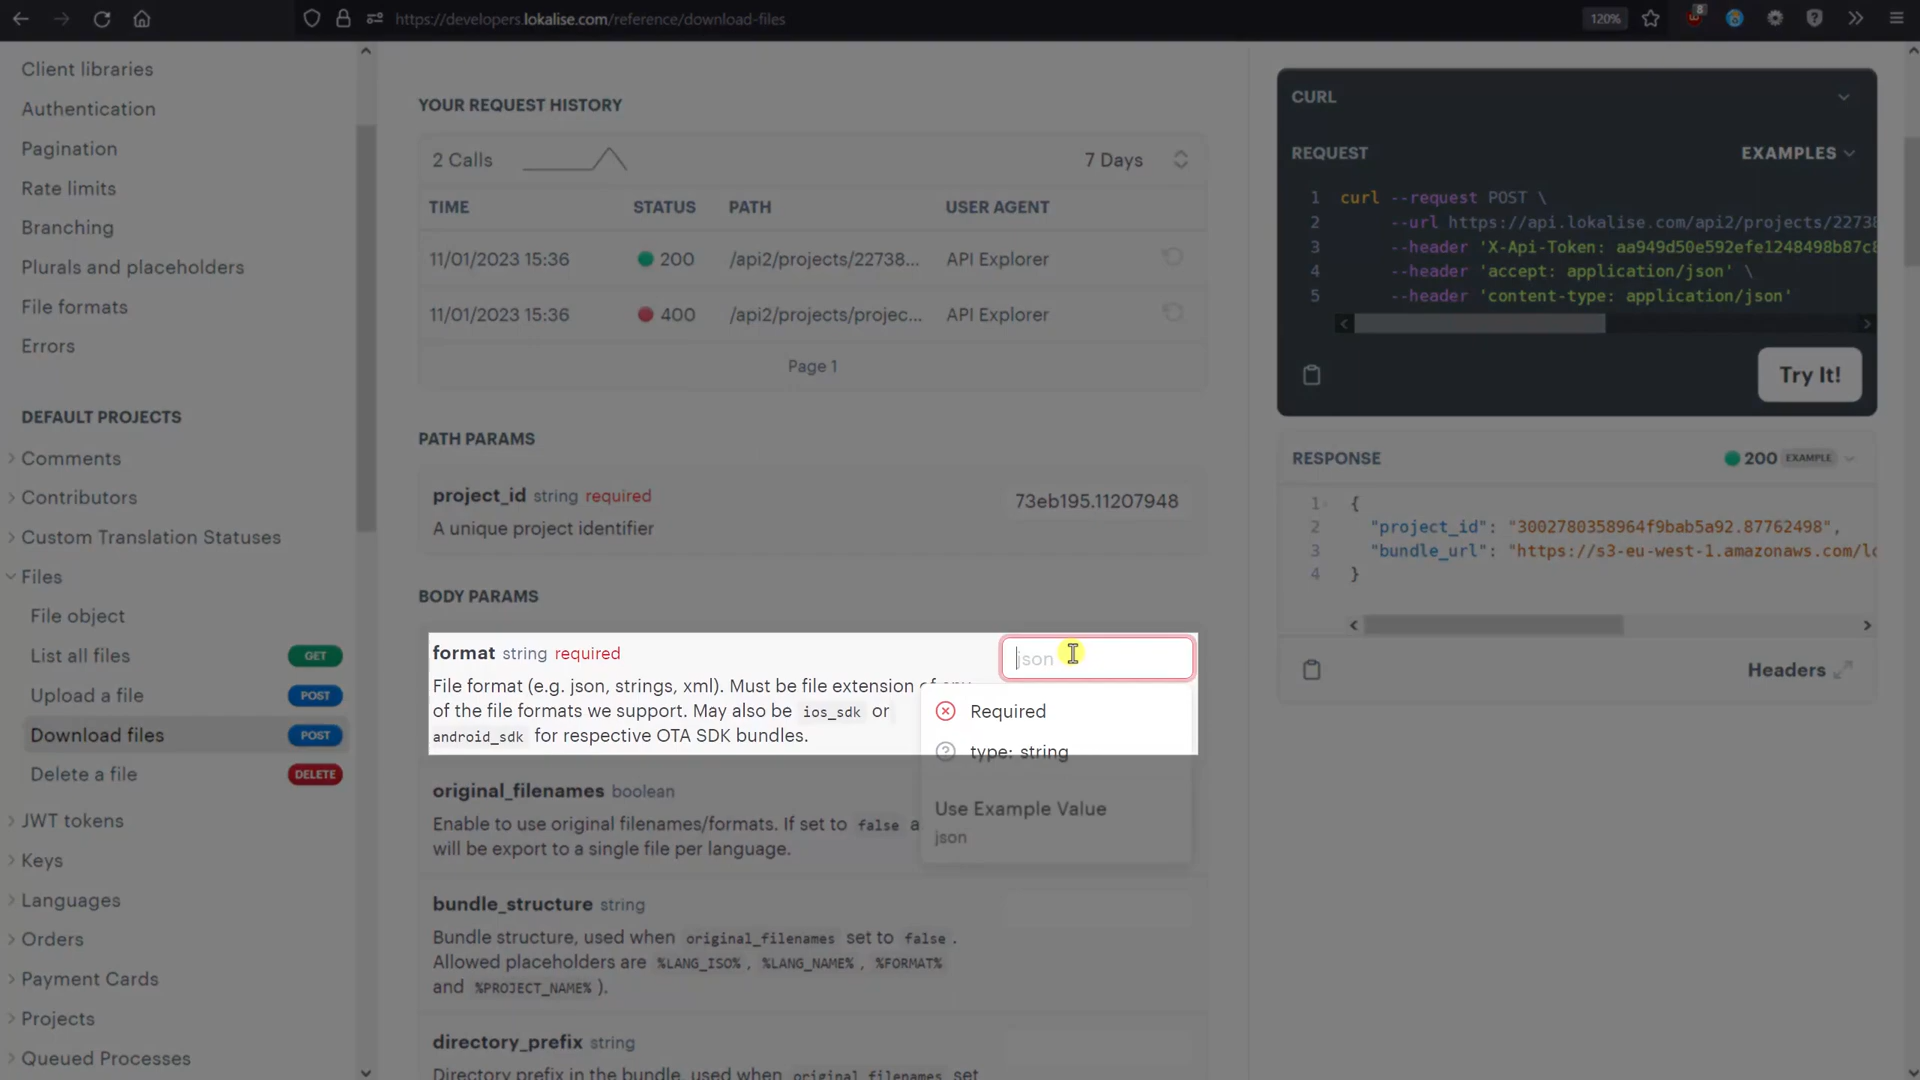 https://developers.lokalise.com/reference/download-files
120%
8
Client libraries
Authentication
Pagination
Rate limits
Branching
Plurals and placeholders
File formats
Errors
DEFAULT PROJECTS
Comments
Contributors
Custom Translation Statuses
Files
File object
List all files GET
Upload a file POST
Download files POST
Delete a file DELETE
JWT tokens
Keys
Languages
Orders
Payment Cards
Projects
Queued Processes
YOUR REQUEST HISTORY
2 Calls 7 Days
TIME STATUS PATH USER AGENT
11/01/2023 15:36 200 /api2/projects/22738... API Explorer
11/01/2023 15:36 400 /api2/projects/projec... API Explorer
Page 1
PATH PARAMS
project_id string required
73eb195.11207948
A unique project identifier
BODY PARAMS
format string required
json
File format (e.g. json, strings, xml). Must be file extension
of the file formats we support. May also be ios_sdk or
android_sdk for respective OTA SDK bundles.
Required
type: string
Use Example Value
json
original_filenames boolean
Enable to use original filenames/formats. If set to false a
will be export to a single file per language.
bundle_structure string
Bundle structure, used when original_filenames set to false .
Allowed placeholders are %LANG_ISO% , %LANG_NAME% , %FORMAT%
and %PROJECT_NAME% ).
directory_prefix string
Directory prefix in the bundle, used when original_filenames set
CURL
REQUEST EXAMPLES
1 curl --request POST \
2 --url https://api.lokalise.com/api2/projects/22738
3 --header 'X-Api-Token: aa949d50e592efe1248498b87c8
4 --header 'accept: application/json' \
5 --header 'content-type: application/json'
Try It!
RESPONSE 200 EXAMPLE
1 {
2 "project_id": "3002780358964f9bab5a92.87762498",
3 "bundle_url": "https://s3-eu-west-1.amazonaws.com/lo
4 }
Headers